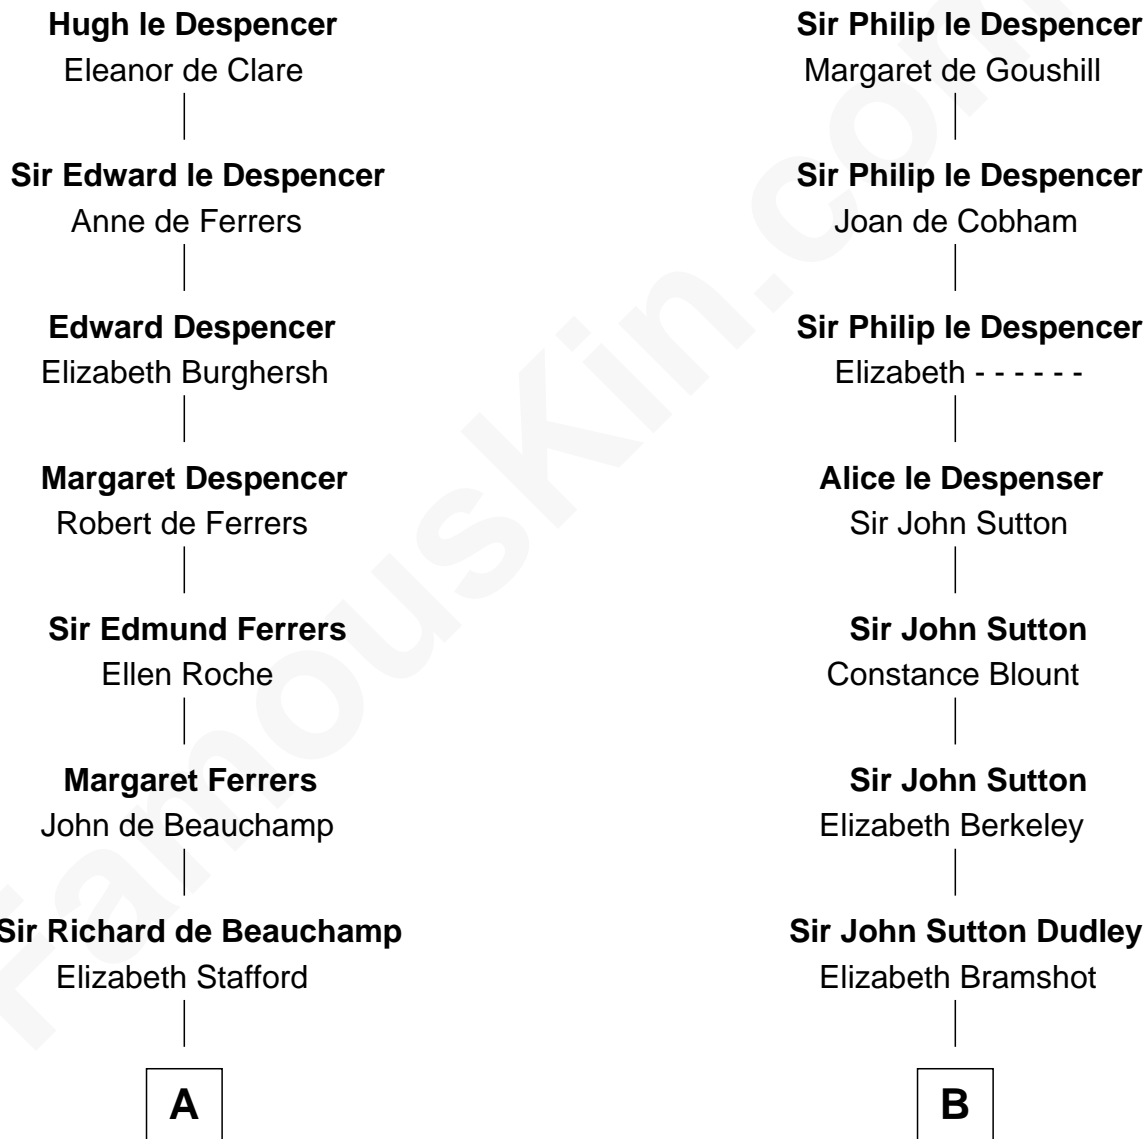 Hugh le Despencer
Eleanor de Clare
Sir Edward le Despencer
Anne de Ferrers
Edward Despencer
Elizabeth Burghersh
Margaret Despencer
Robert de Ferrers
Sir Edmund Ferrers
Ellen Roche
Margaret Ferrers
John de Beauchamp
Sir Richard de Beauchamp
Elizabeth Stafford
A
Sir Philip le Despencer
Margaret de Goushill
Sir Philip le Despencer
Joan de Cobham
Sir Philip le Despencer
Elizabeth - - - - - -
Alice le Despenser
Sir John Sutton
Sir John Sutton
Constance Blount
Sir John Sutton
Elizabeth Berkeley
Sir John Sutton Dudley
Elizabeth Bramshot
B
FamousKin.com